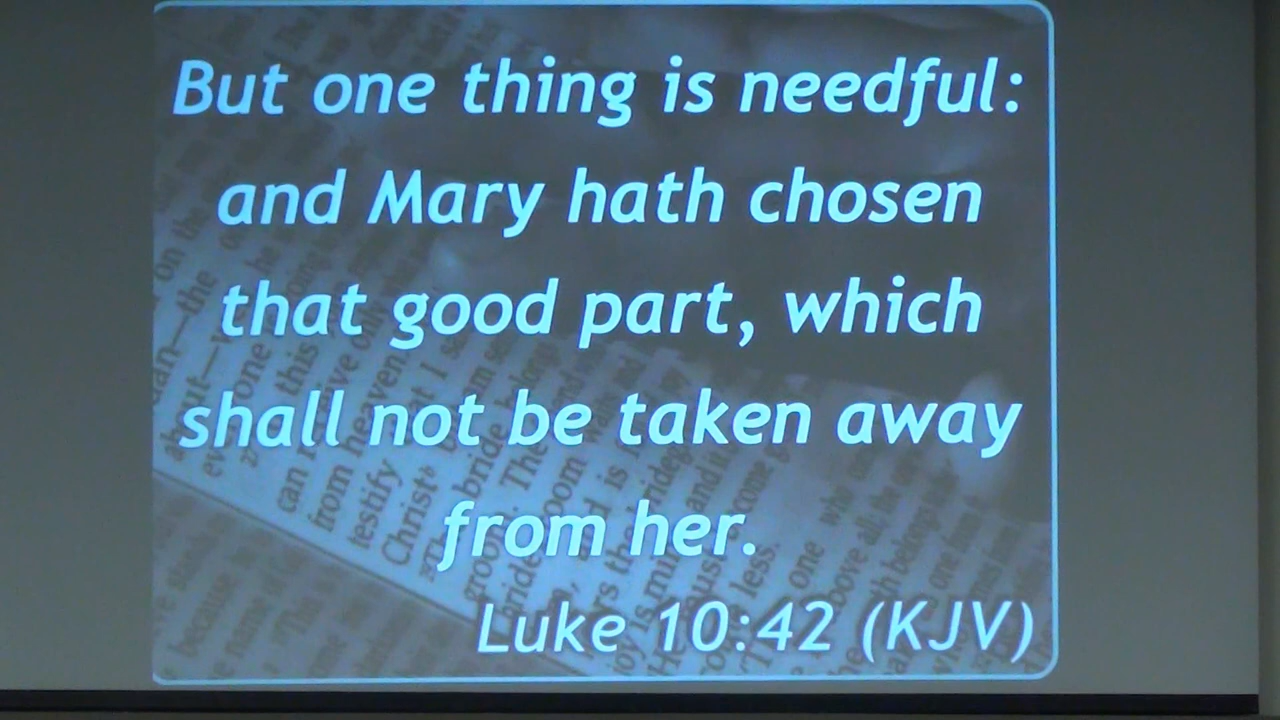 But one thing is needful:
and Mary hath chosen
that good part, which
shall not be taken away
from her.
Luke 10:42 (KJV)